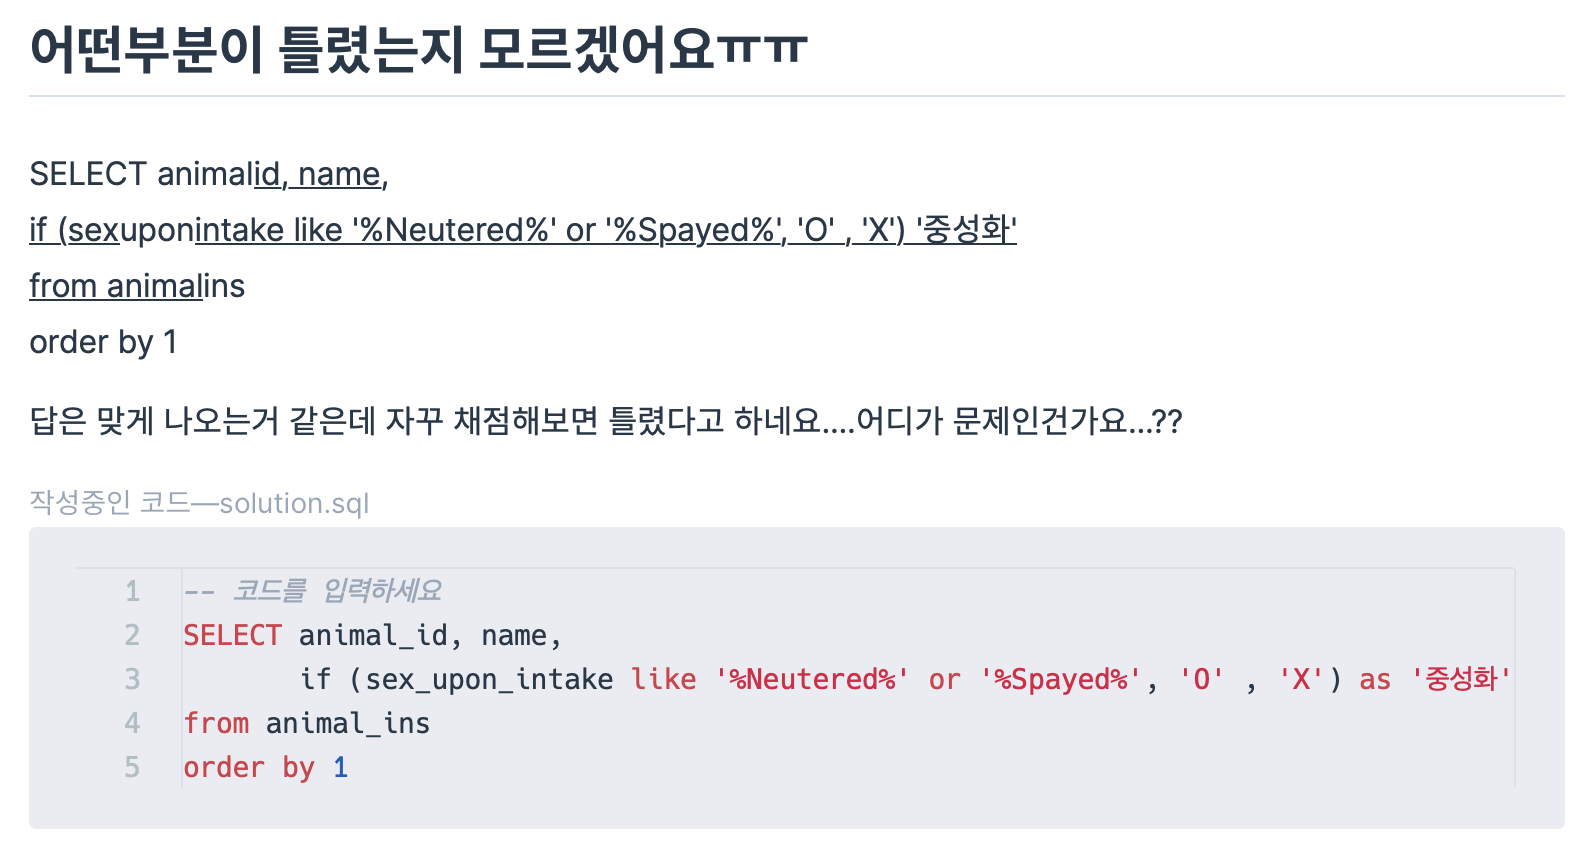 어떤부분이 틀렸는지 모르겠어요ㅠㅠ
SELECT animalid, name,
if (sexuponintake like '%Neutered%' or '%Spayed%', 'O' , 'X') '중성화'
from animalins
order by 1
답은 맞게 나오는거 같은데 자꾸 채점해보면 틀렸다고 하네요....어디가 문제인건가요...??
작성중인 코드—solution.sql
1 -- 코드를 입력하세요
2 SELECT animal_id, name,
3 if (sex_upon_intake like '%Neutered%' or '%Spayed%', 'O' , 'X') as '중성화'
4 from animal_ins
5 order by 1